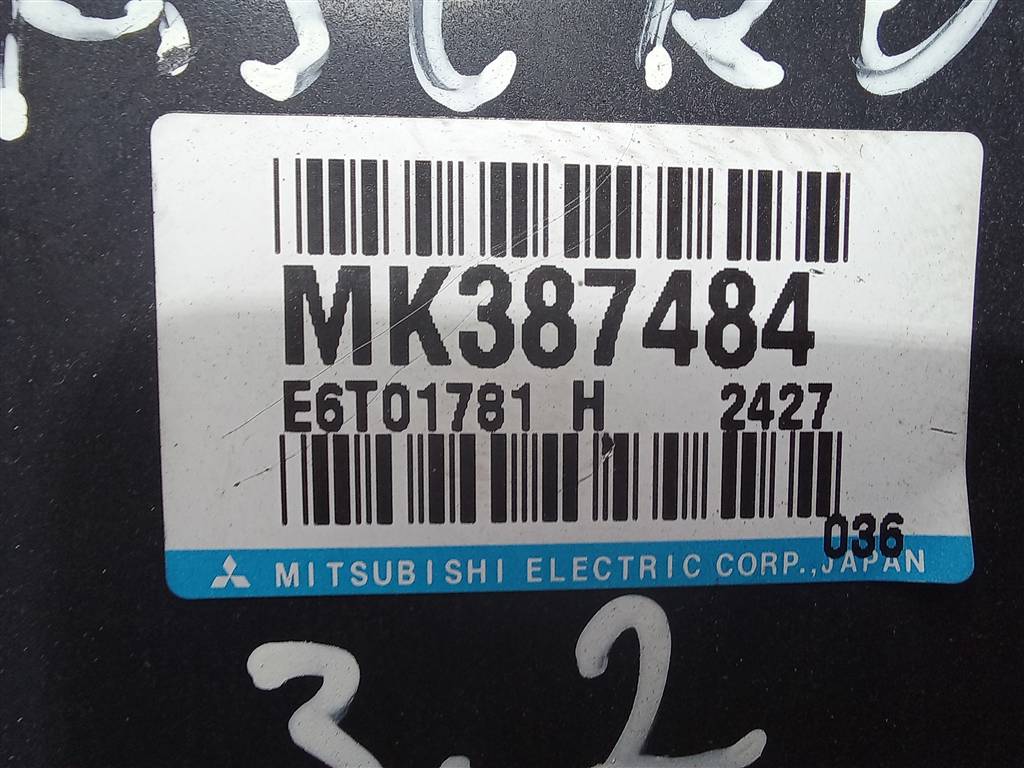 MK387484
E6T01781 H 2427
036
MITSUBISHI ELECTRIC CORP., JAPAN
3.2